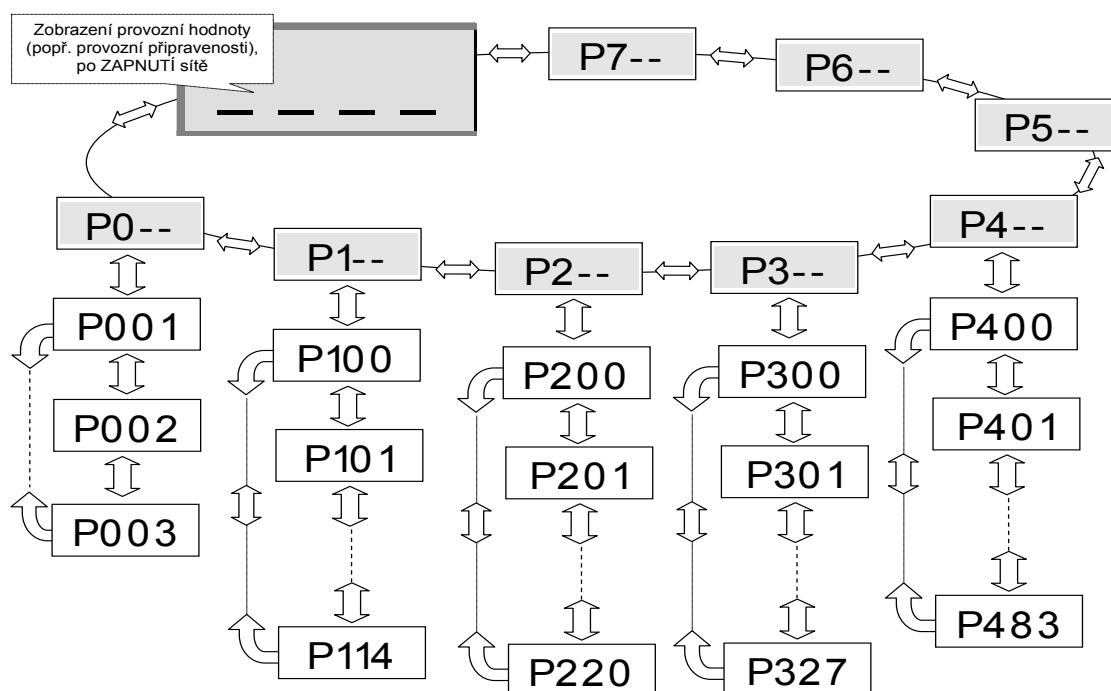 Zobrazení provozní hodnoty
(popř. provozní připravenosti),
po ZAPNUTÍ sítě
_ _ _ _
P7--
P6--
P5--
P0--
P1--
P2--
P3--
P4--
P001
P002
P003
P100
P101
P114
P200
P201
P220
P300
P301
P327
P400
P401
P483